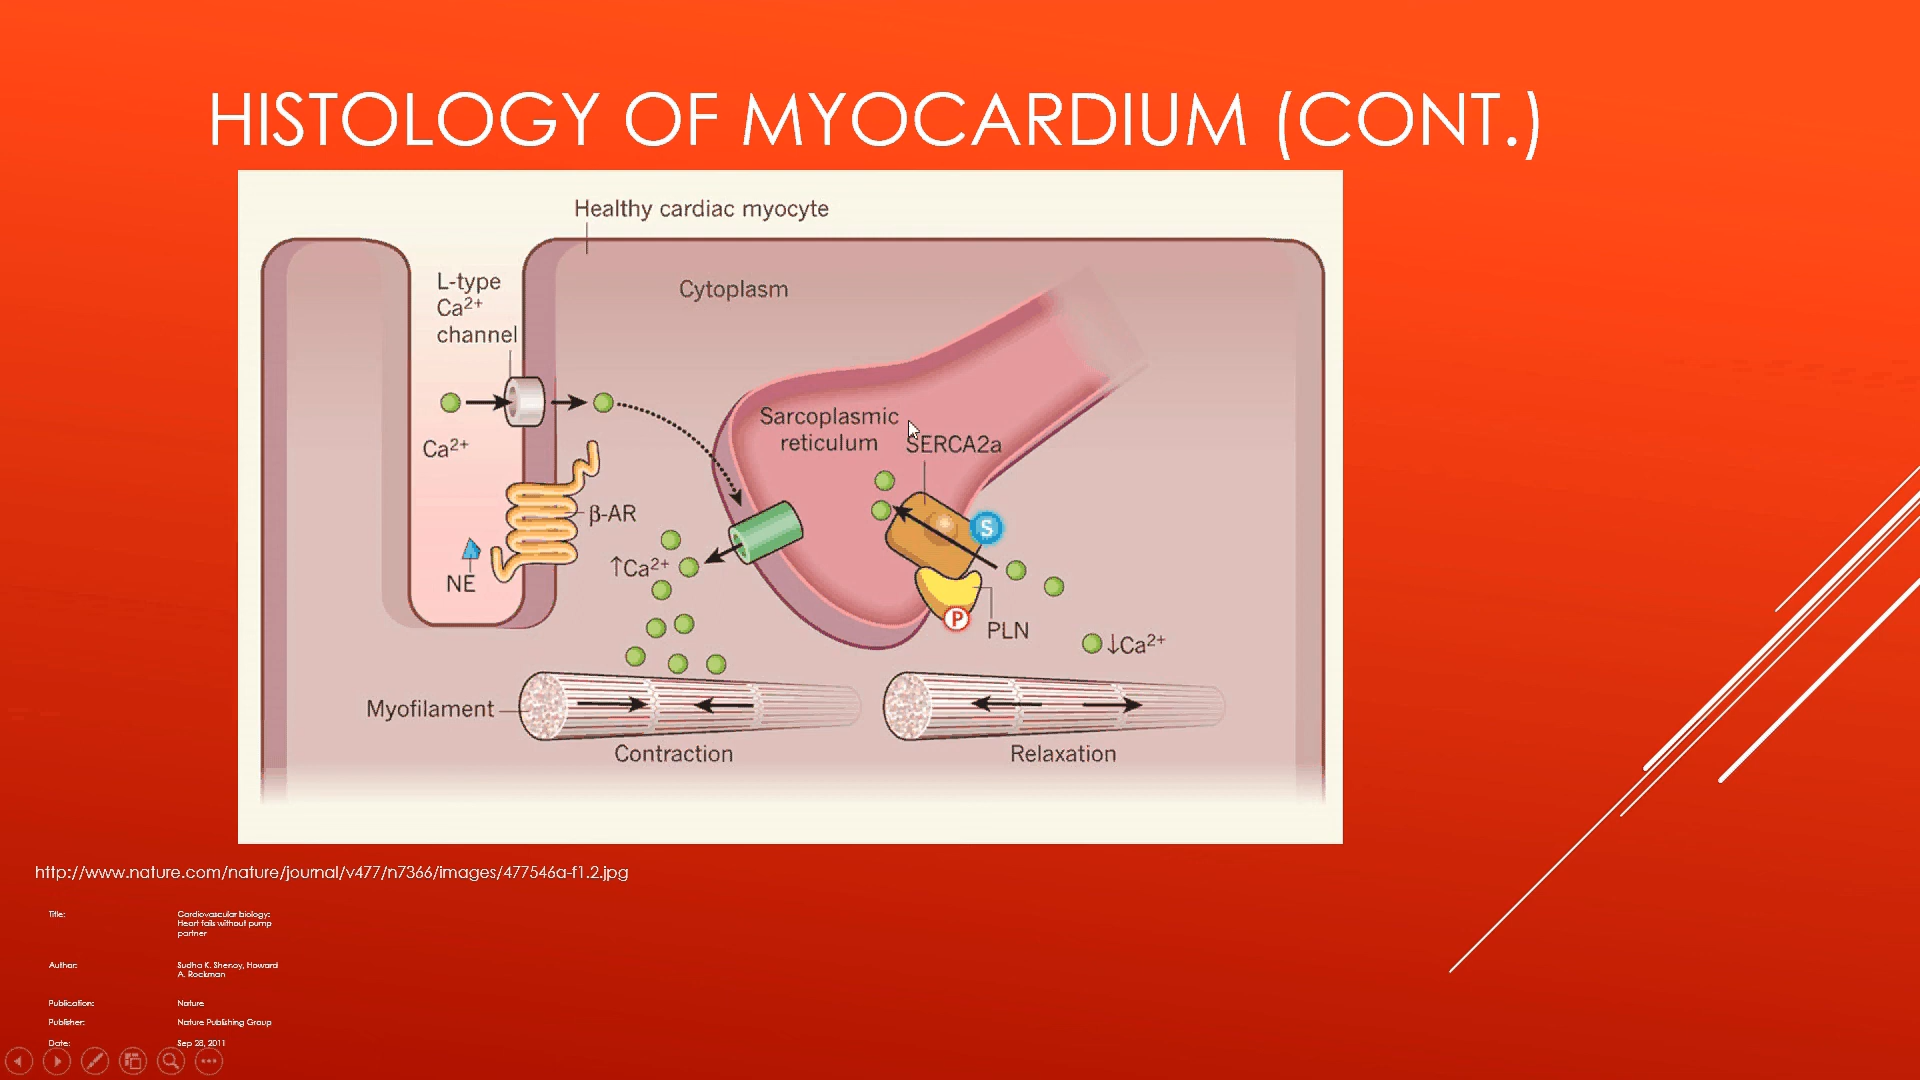 HISTOLOGY OF MYOCARDIUM (CONT.)
Healthy cardiac myocyte
L-type
Ca2+
channel
Cytoplasm
Sarcoplasmic
reticulum
SERCA2a
Ca2+
β-AR
S
NE
↑Ca2+
P
PLN
↓Ca2+
Myofilament
Contraction
Relaxation
http://www.nature.com/nature/journal/v477/n7366/images/477546a-f1.2.jpg
Title: Cardiovascular biology:
Heart fails without pump
partner
Author: Sudha K. Shenoy, Howard
A. Rockman
Publication: Nature
Publisher: Nature Publishing Group
Date: Sep 28, 2011